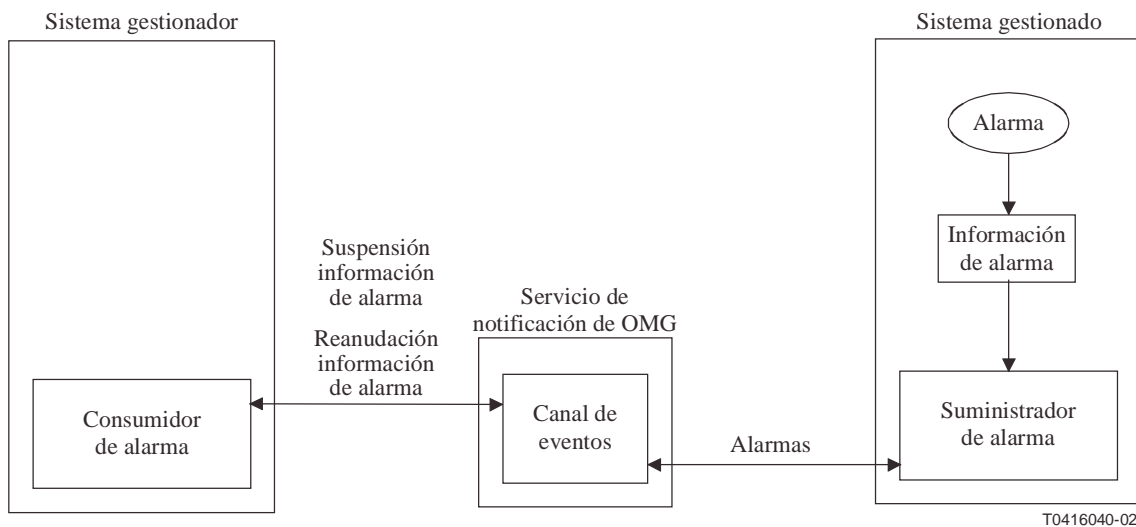 Sistema gestionador
Sistema gestionado
Alarma
Información
de alarma
Suspensión
información
de alarma
Servicio de
notificación de OMG
Reanudación
información
de alarma
Consumidor
de alarma
Canal de
eventos
Alarmas
Suministrador
de alarma
T0416040-02